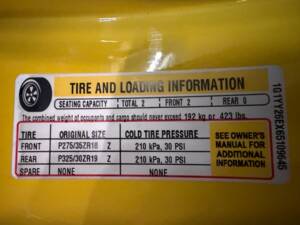 TIRE AND LOADING INFORMATION
SEATING CAPACITY TOTAL 2 FRONT 2 REAR 0
The combined weight of occupants and cargo should never exceed 192 kg or 423 lbs.
TIRE ORIGINAL SIZE COLD TIRE PRESSURE
FRONT P275/35ZR18 Z 210 kPa, 30 PSI
REAR P325/30ZR19 Z 210 kPa, 30 PSI
SPARE NONE NONE
SEE OWNER'S
MANUAL FOR
ADDITIONAL
INFORMATION
1G1YY26EX65109645